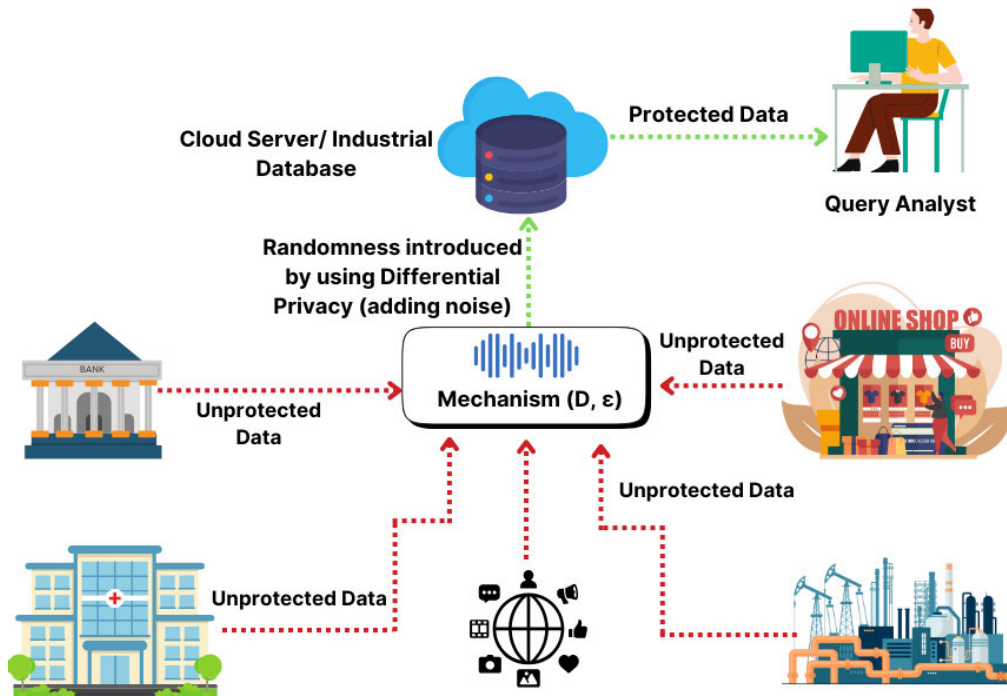 Cloud Server/ Industrial
Database
Protected Data
Query Analyst
Randomness introduced
by using Differential
Privacy (adding noise)
BANK
Unprotected
Data
Mechanism (D, ε)
Unprotected
Data
ONLINE SHOP
BUY
Unprotected Data
Unprotected Data